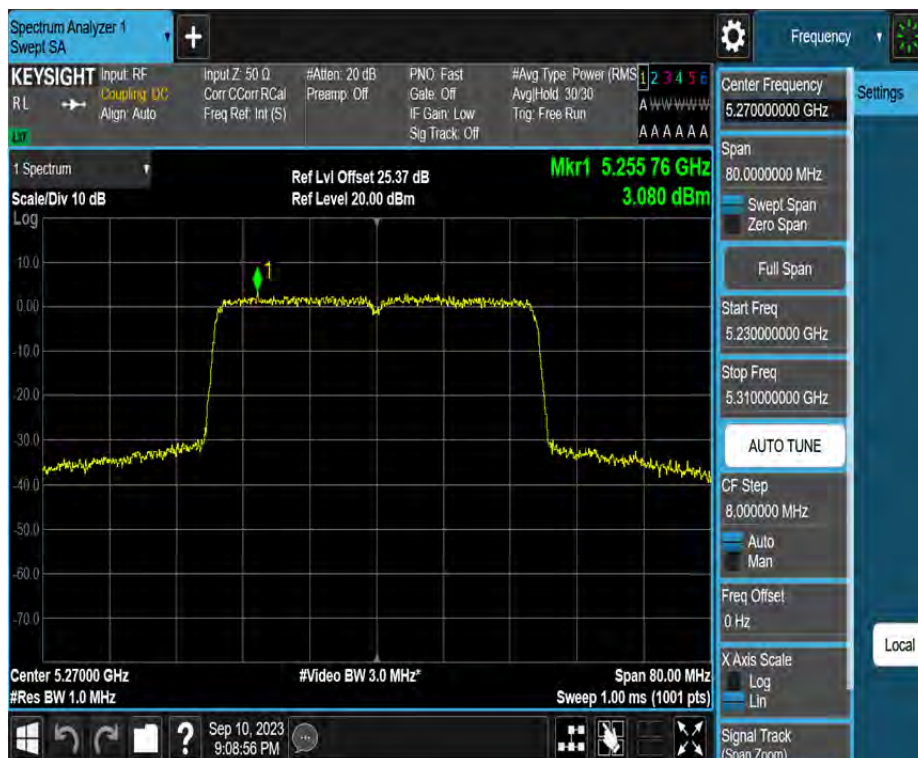 Spectrum Analyzer 1
Swept SA
Frequency
KEYSIGHT
RL
LXI
Input: RF
Coupling: DC
Align: Auto
Input Z: 50 Ω
Corr CCorr RCal
Freq Ref: Int (S)
#Atten: 20 dB
Preamp: Off
PNO: Fast
Gate: Off
IF Gain: Low
Sig Track: Off
#Avg Type: Power (RMS
Avg|Hold: 30/30
Trig: Free Run
1 2 3 4 5 6
A W W W W W
A A A A A A
Center Frequency
5.270000000 GHz
Settings
Span
80.0000000 MHz
Swept Span
Zero Span
Full Span
Start Freq
5.230000000 GHz
Stop Freq
5.310000000 GHz
AUTO TUNE
CF Step
8.000000 MHz
Auto
Man
Freq Offset
0 Hz
X Axis Scale
Log
Lin
Signal Track
(Span Zoom)
Local
1 Spectrum
Scale/Div 10 dB
Ref Lvl Offset 25.37 dB
Ref Level 20.00 dBm
Mkr1 5.255 76 GHz
3.080 dBm
Log
1
10.0
0.00
-10.0
-20.0
-30.0
-40.0
-50.0
-60.0
-70.0
Center 5.27000 GHz
#Res BW 1.0 MHz
#Video BW 3.0 MHz*
Span 80.00 MHz
Sweep 1.00 ms (1001 pts)
?
Sep 10, 2023
9:08:56 PM